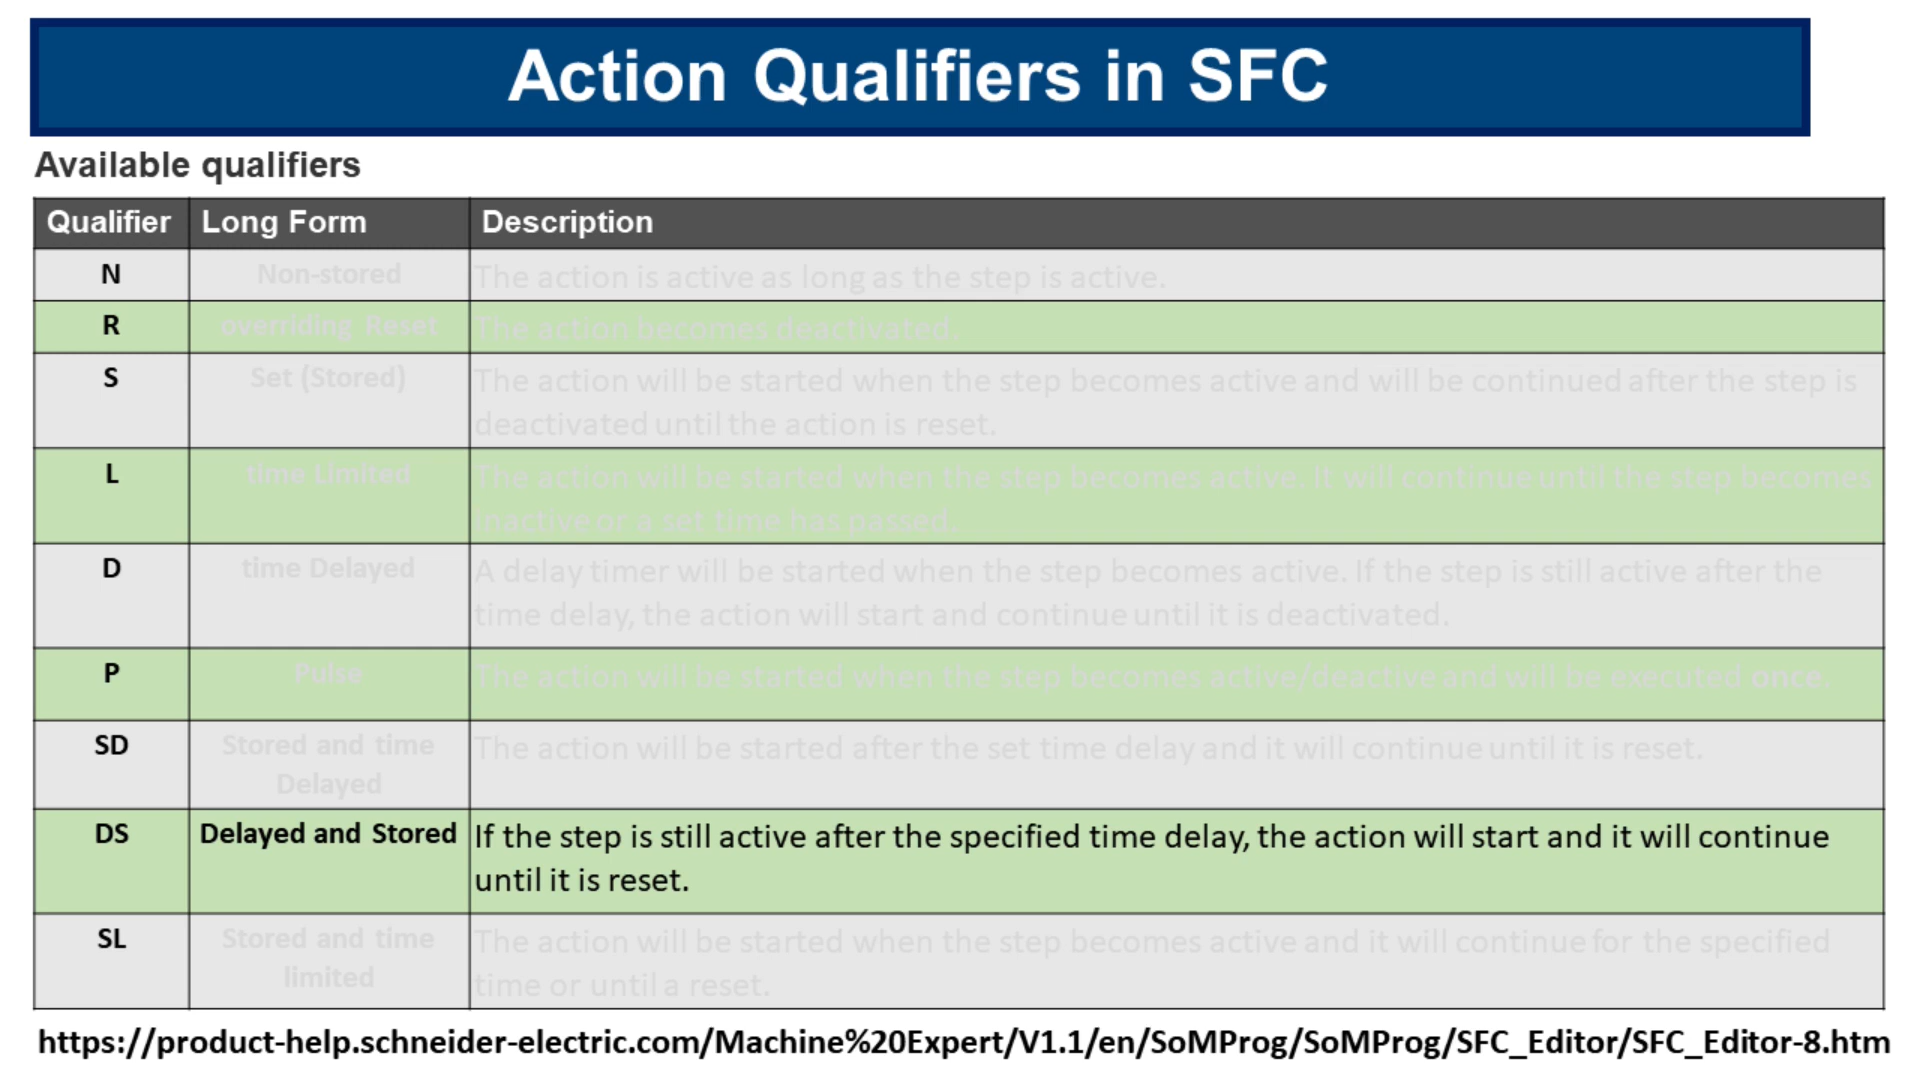 Action Qualifiers in SFC
Available qualifiers
Qualifier Long Form Description
N Non-stored The action is active as long as the step is active.
R overriding Reset The action becomes deactivated.
S Set (Stored) The action will be started when the step becomes active and will be continued after the step is
deactivated until the action is reset.
L time Limited The action will be started when the step becomes active. It will continue until the step becomes
inactive or a set time has passed.
D time Delayed A delay timer will be started when the step becomes active. If the step is still active after the
time delay, the action will start and continue until it is deactivated.
P Pulse The action will be started when the step becomes active/deactive and will be executed once.
SD Stored and time The action will be started after the set time delay and it will continue until it is reset.
Delayed
DS Delayed and Stored If the step is still active after the specified time delay, the action will start and it will continue
until it is reset.
SL Stored and time The action will be started when the step becomes active and it will continue for the specified
limited time or until a reset.
https://product-help.schneider-electric.com/Machine%20Expert/V1.1/en/SoMProg/SoMProg/SFC_Editor/SFC_Editor-8.htm